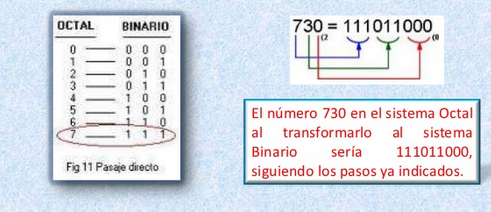 OCTAL BINARIO
0 0 0 0
1 0 0 1
2 0 1 0
3 0 1 1
4 1 0 0
5 1 0 1
6 1 1 0
7 1 1 1
Fig 11 Pasaje directo
730 = 111011000
(2 (8
El número 730 en el sistema Octal
al transformarlo al sistema
Binario sería 111011000,
siguiendo los pasos ya indicados.